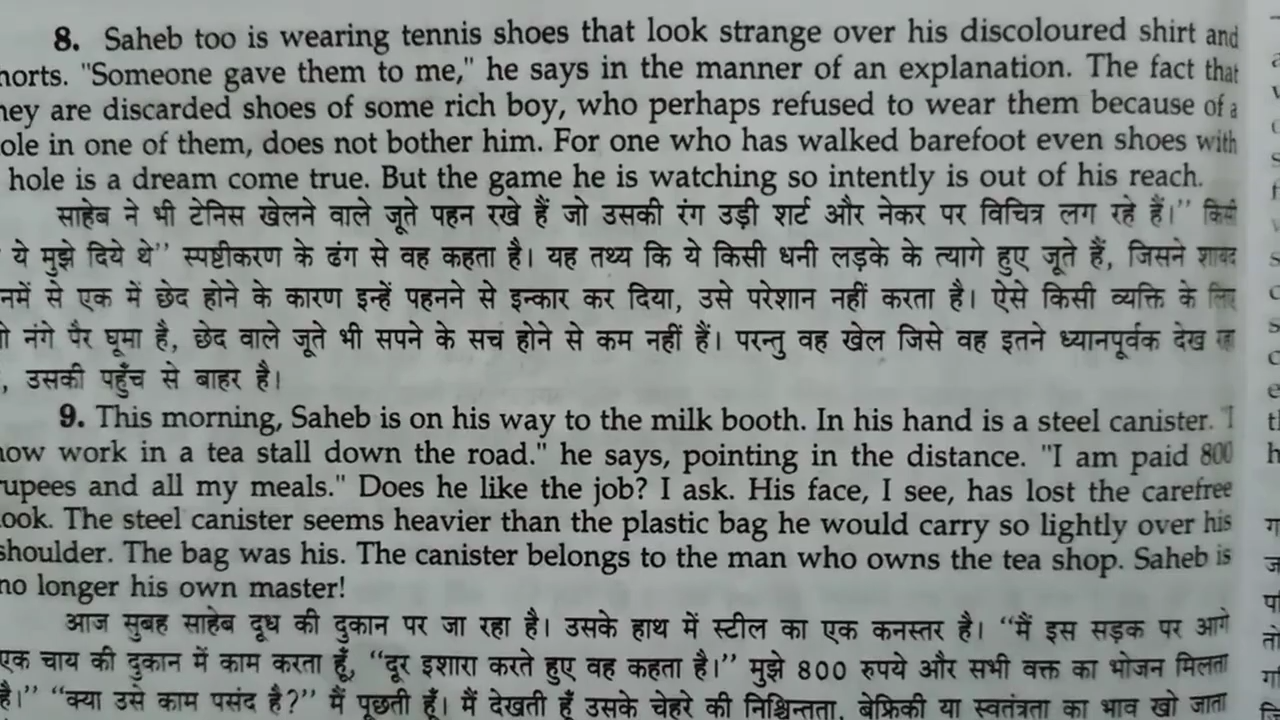 8. Saheb too is wearing tennis shoes that look strange over his discoloured shirt and
horts. "Someone gave them to me," he says in the manner of an explanation. The fact that
hey are discarded shoes of some rich boy, who perhaps refused to wear them because of a
ole in one of them, does not bother him. For one who has walked barefoot even shoes with
hole is a dream come true. But the game he is watching so intently is out of his reach.
साहेब ने भी टेनिस खेलने वाले जूते पहन रखे हैं जो उसकी रंग उड़ी शर्ट और नेकर पर विचित्र लग रहे हैं।" किसी
ये मुझे दिये थे" स्पष्टीकरण के ढंग से वह कहता है। यह तथ्य कि ये किसी धनी लड़के के त्यागे हुए जूते हैं, जिसने शायद
नमें से एक में छेद होने के कारण इन्हें पहनने से इन्कार कर दिया, उसे परेशान नहीं करता है। ऐसे किसी व्यक्ति के लिए
नंगे पैर घूमा है, छेद वाले जूते भी सपने के सच होने से कम नहीं हैं। परन्तु वह खेल जिसे वह इतने ध्यानपूर्वक देख रहा
, उसकी पहुँच से बाहर है।
9. This morning, Saheb is on his way to the milk booth. In his hand is a steel canister. "I
now work in a tea stall down the road." he says, pointing in the distance. "I am paid 800
rupees and all my meals." Does he like the job? I ask. His face, I see, has lost the carefree
ook. The steel canister seems heavier than the plastic bag he would carry so lightly over his
shoulder. The bag was his. The canister belongs to the man who owns the tea shop. Saheb is
no longer his own master!
आज सुबह साहेब दूध की दुकान पर जा रहा है। उसके हाथ में स्टील का एक कनस्तर है। "मैं इस सड़क पर आगे
एक चाय की दुकान में काम करता हूँ, "दूर इशारा करते हुए वह कहता है।" मुझे 800 रुपये और सभी वक्त का भोजन मिलता
है।" "क्या उसे काम पसंद है?" मैं पूछती हूँ। मैं देखती हूँ उसके चेहरे की निश्चिन्तता, बेफ्रिकी या स्वतंत्रता का भाव खो जाता